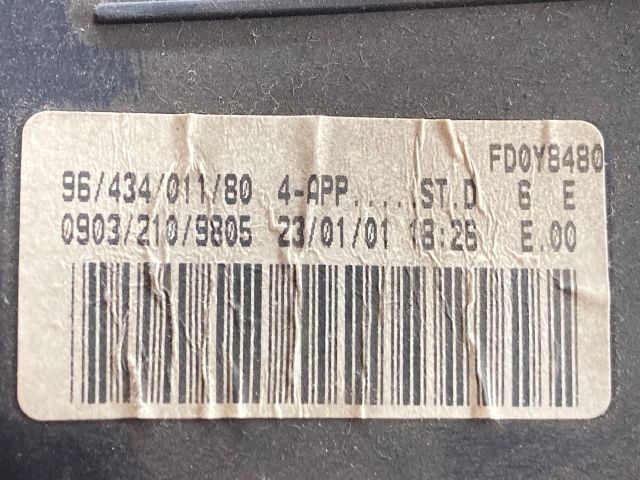 FD0Y8480
96/434/011/80 4-APP.....ST.D 6 E
0903/210/9805 23/01/01 18:26 E.00